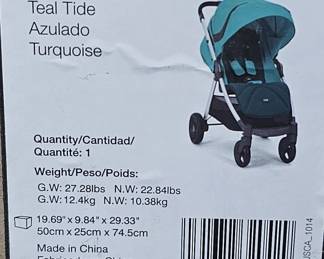 Teal Tide
Azulado
Turquoise
Quantity/Cantidad/
Quantité: 1
Weight/Peso/Poids:
G.W: 27.28lbs N.W: 22.84lbs
G.W: 12.4kg N.W: 10.38kg
19.69" x 9.84" x 29.33"
50cm x 25cm x 74.5cm
Made in China
USCA_1014